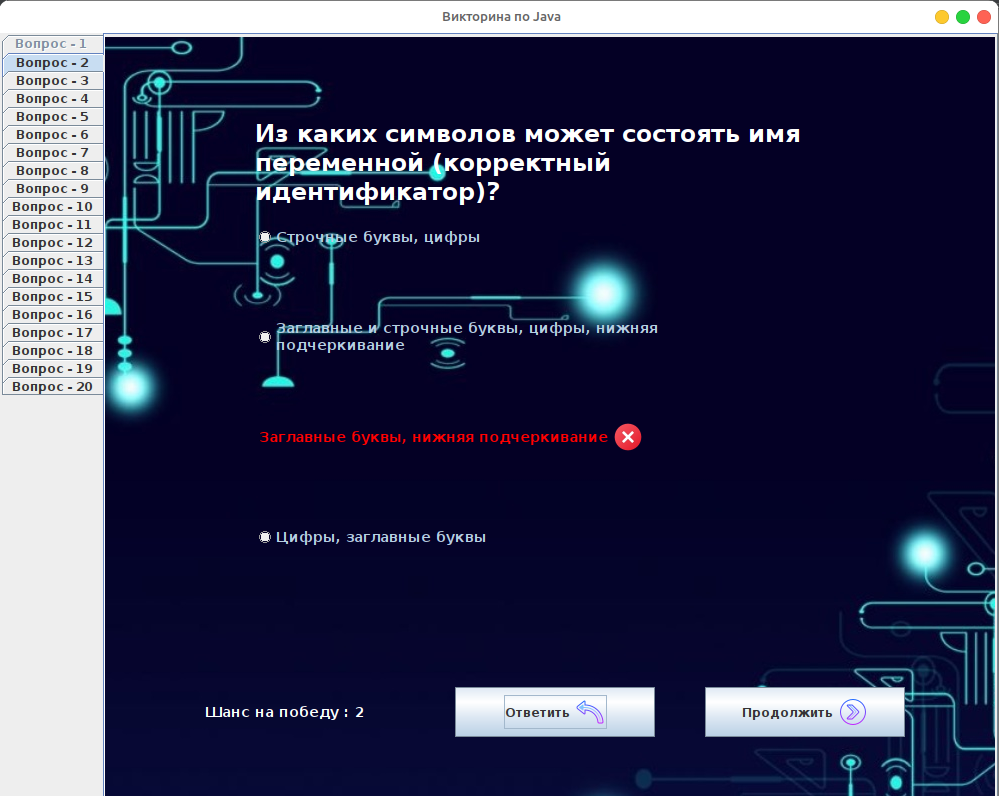 Викторина по Java
Вопрос - 1
Вопрос - 2
Вопрос - 3
Вопрос - 4
Вопрос - 5
Вопрос - 6
Вопрос - 7
Вопрос - 8
Вопрос - 9
Вопрос - 10
Вопрос - 11
Вопрос - 12
Вопрос - 13
Вопрос - 14
Вопрос - 15
Вопрос - 16
Вопрос - 17
Вопрос - 18
Вопрос - 19
Вопрос - 20
Из каких символов может состоять имя
переменной (корректный
идентификатор)?
Строчные буквы, цифры
Заглавные и строчные буквы, цифры, нижняя
подчеркивание
Заглавные буквы, нижняя подчеркивание
Цифры, заглавные буквы
Шанс на победу : 2
Ответить
Продолжить